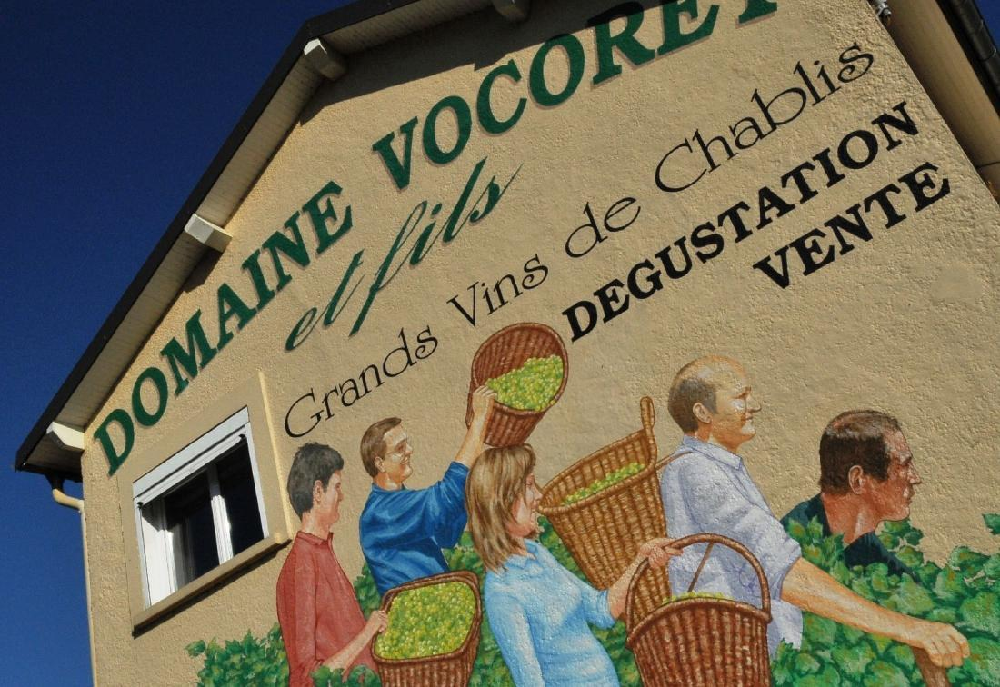 DOMAINE VOCORET
et fils
Grands Vins de Chablis
DEGUSTATION
VENTE